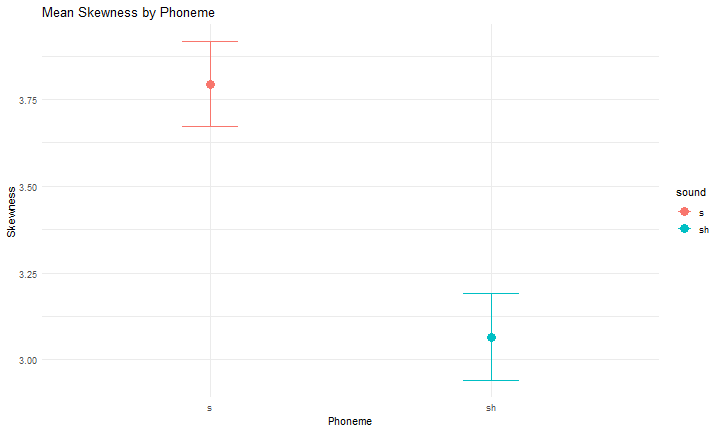 Mean Skewness by Phoneme
3.75
3.50
3.25
3.00
Skewness
s
sh
Phoneme
sound
s
sh